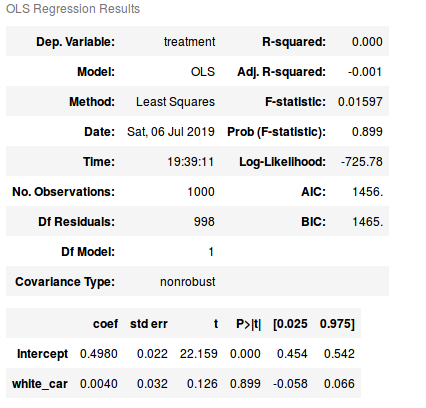 OLS Regression Results
Dep. Variable: treatment R-squared: 0.000
Model: OLS Adj. R-squared: -0.001
Method: Least Squares F-statistic: 0.01597
Date: Sat, 06 Jul 2019 Prob (F-statistic): 0.899
Time: 19:39:11 Log-Likelihood: -725.78
No. Observations: 1000 AIC: 1456.
Df Residuals: 998 BIC: 1465.
Df Model: 1
Covariance Type: nonrobust
coef std err t P>|t| [0.025 0.975]
Intercept 0.4980 0.022 22.159 0.000 0.454 0.542
white_car 0.0040 0.032 0.126 0.899 -0.058 0.066